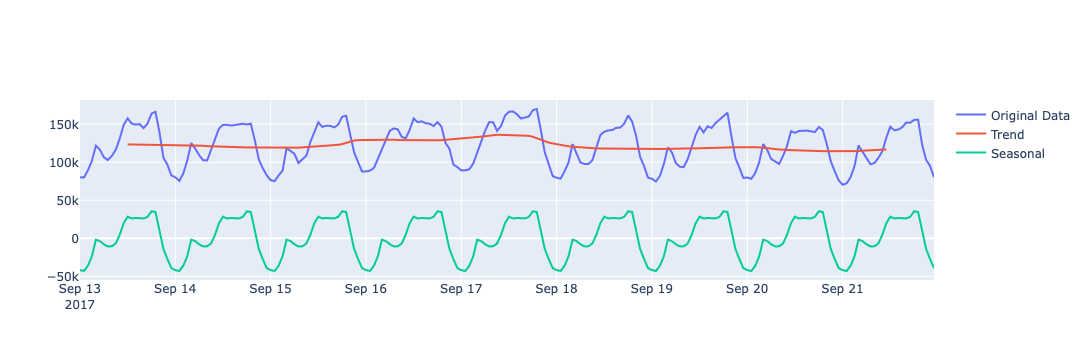 150k
100k
50k
0
−50k
Sep 13
2017
Sep 14
Sep 15
Sep 16
Sep 17
Sep 18
Sep 19
Sep 20
Sep 21
Original Data
Trend
Seasonal